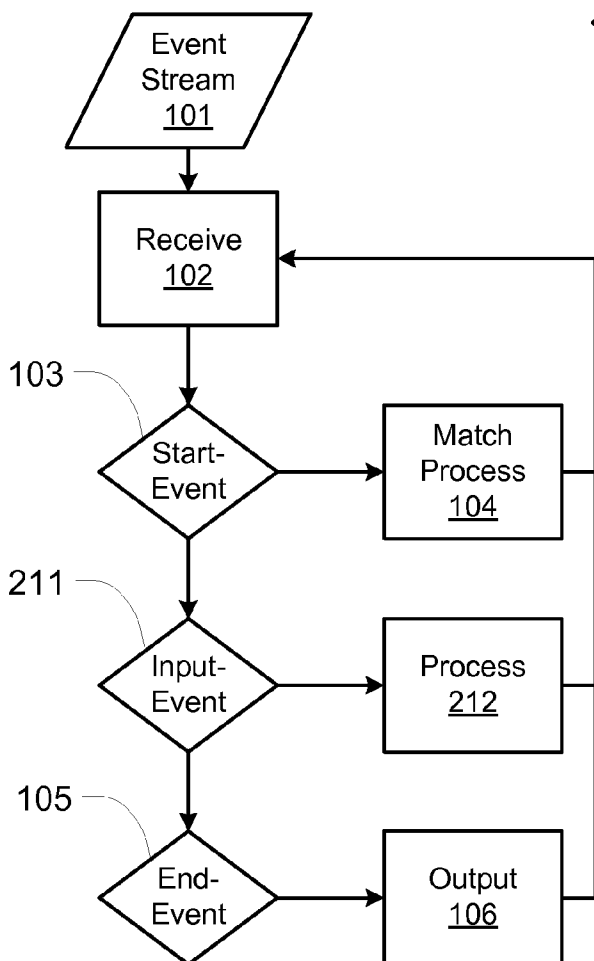 Event
Stream
101
Receive
102
103
Start-
Event
Match
Process
104
211
Input-
Event
Process
212
105
End-
Event
Output
106